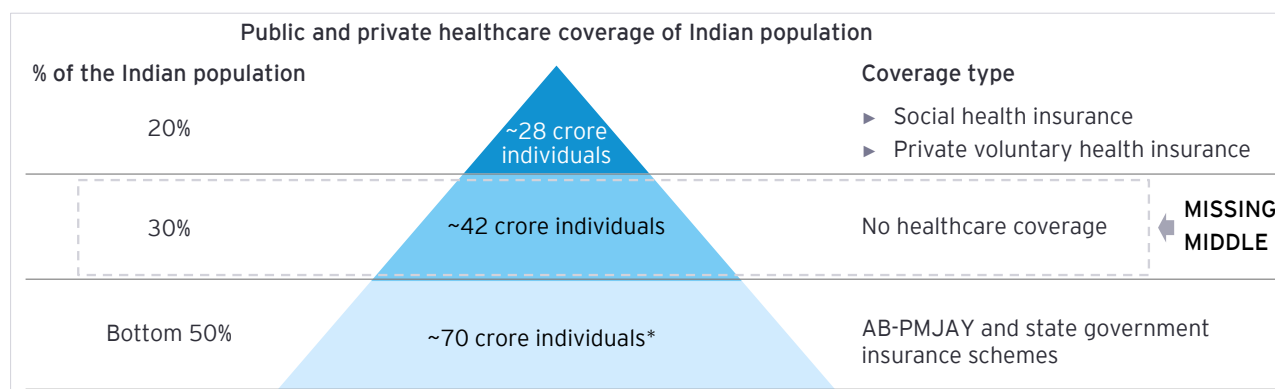 Public and private healthcare coverage of Indian population
% of the Indian population
Coverage type
20%
~28 crore
individuals
► Social health insurance
► Private voluntary health insurance
30%
~42 crore individuals
No healthcare coverage
MISSING
MIDDLE
Bottom 50%
~70 crore individuals*
AB-PMJAY and state government
insurance schemes